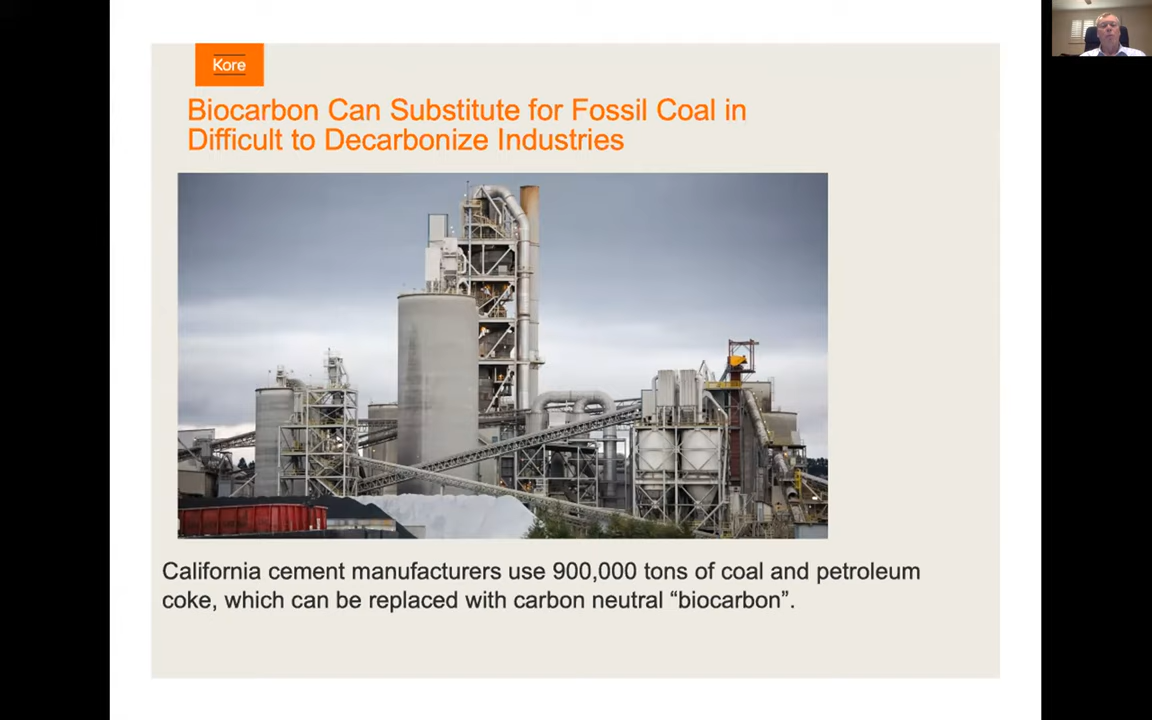 Kore
Biocarbon Can Substitute for Fossil Coal in
Difficult to Decarbonize Industries
California cement manufacturers use 900,000 tons of coal and petroleum
coke, which can be replaced with carbon neutral “biocarbon”.